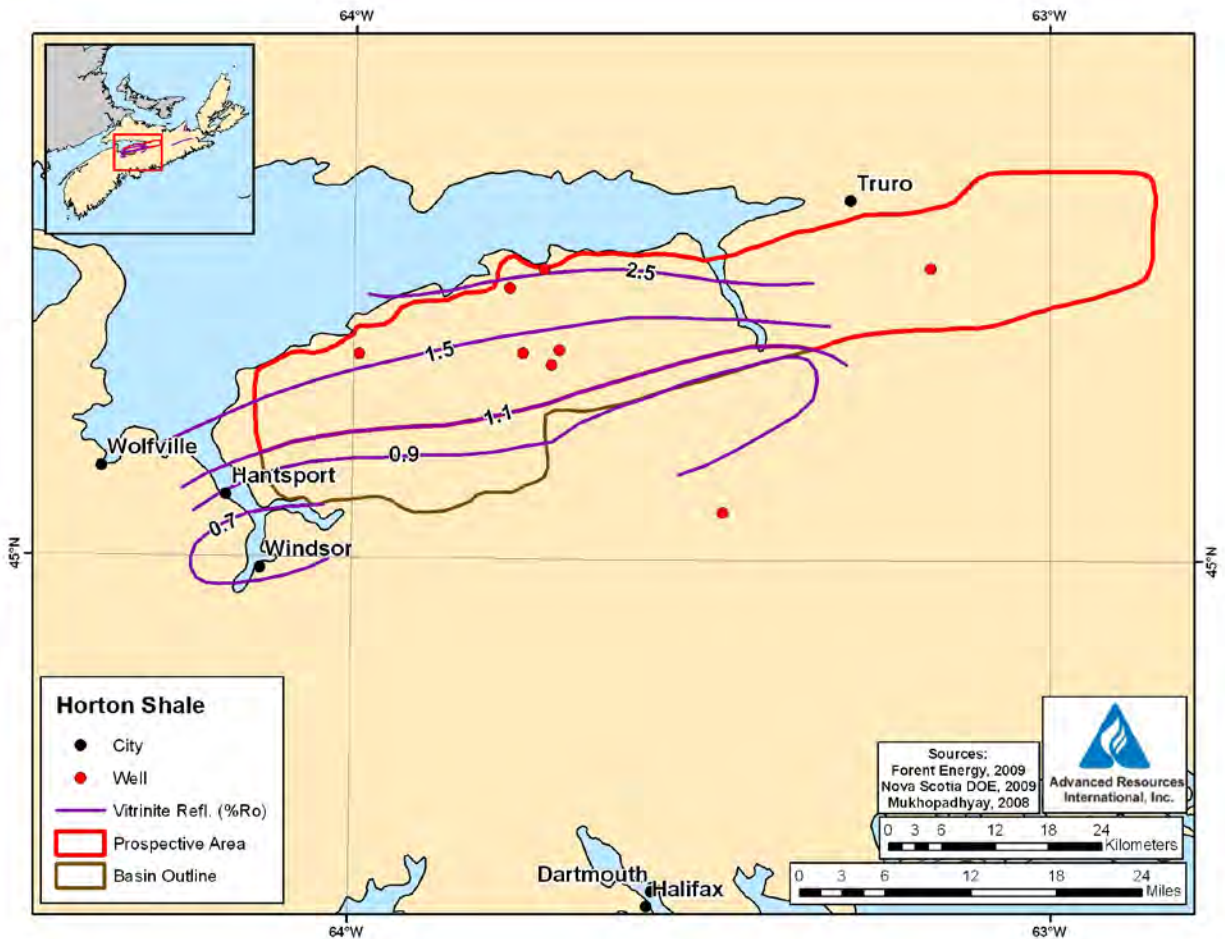 64°W
63°W
Truro
2.5
1.5
1.1
Wolfville
0.9
Hantsport
0.7
Windsor
45°N
45°N
Horton Shale
City
Well
Vitrinite Refl. (%Ro)
Prospective Area
Basin Outline
Sources:
Forent Energy, 2009
Nova Scotia DOE, 2009
Mukhopadhyay, 2008
Advanced Resources
International, Inc.
0 3 6 12 18 24
Kilometers
0 3 6 12 18 24
Miles
Dartmouth
Halifax
64°W
63°W